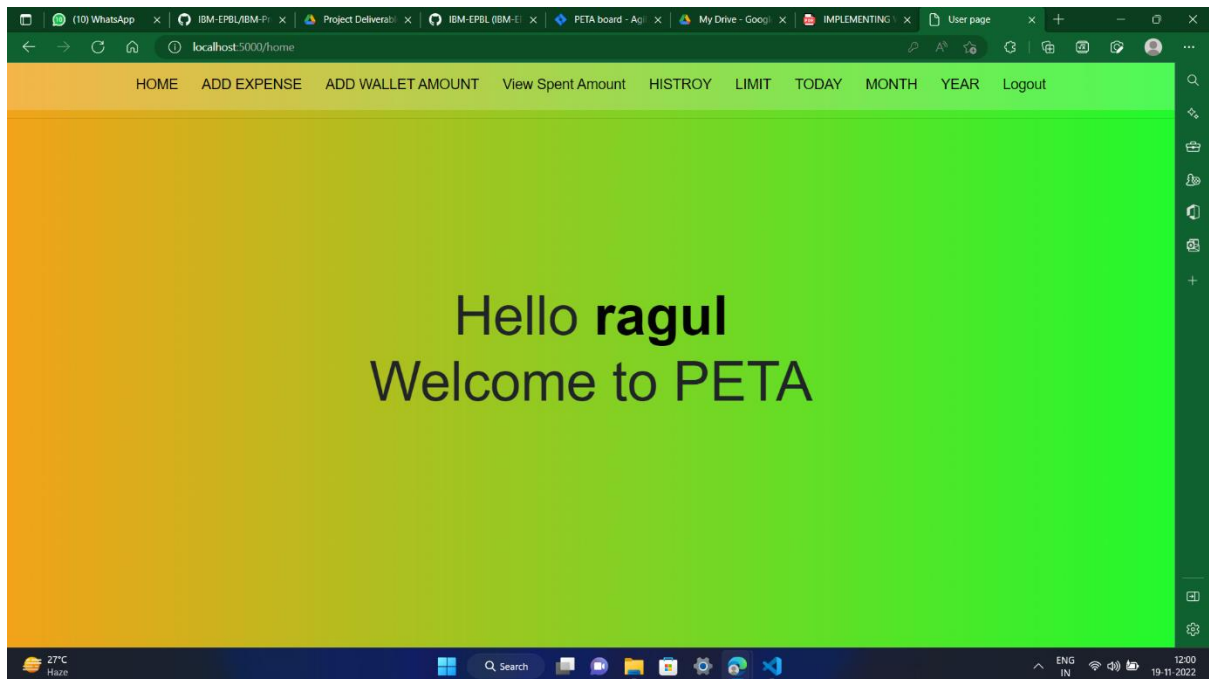 (10) WhatsApp IBM-EPBL/IBM-Pr Project Deliverabl IBM-EPBL (IBM-E PETA board - Agil My Drive - Googl IMPLEMENTING User page
localhost:5000/home
HOME ADD EXPENSE ADD WALLET AMOUNT View Spent Amount HISTROY LIMIT TODAY MONTH YEAR Logout
Hello ragul
Welcome to PETA
27°C
Haze
Search
ENG
IN
12:00
19-11-2022